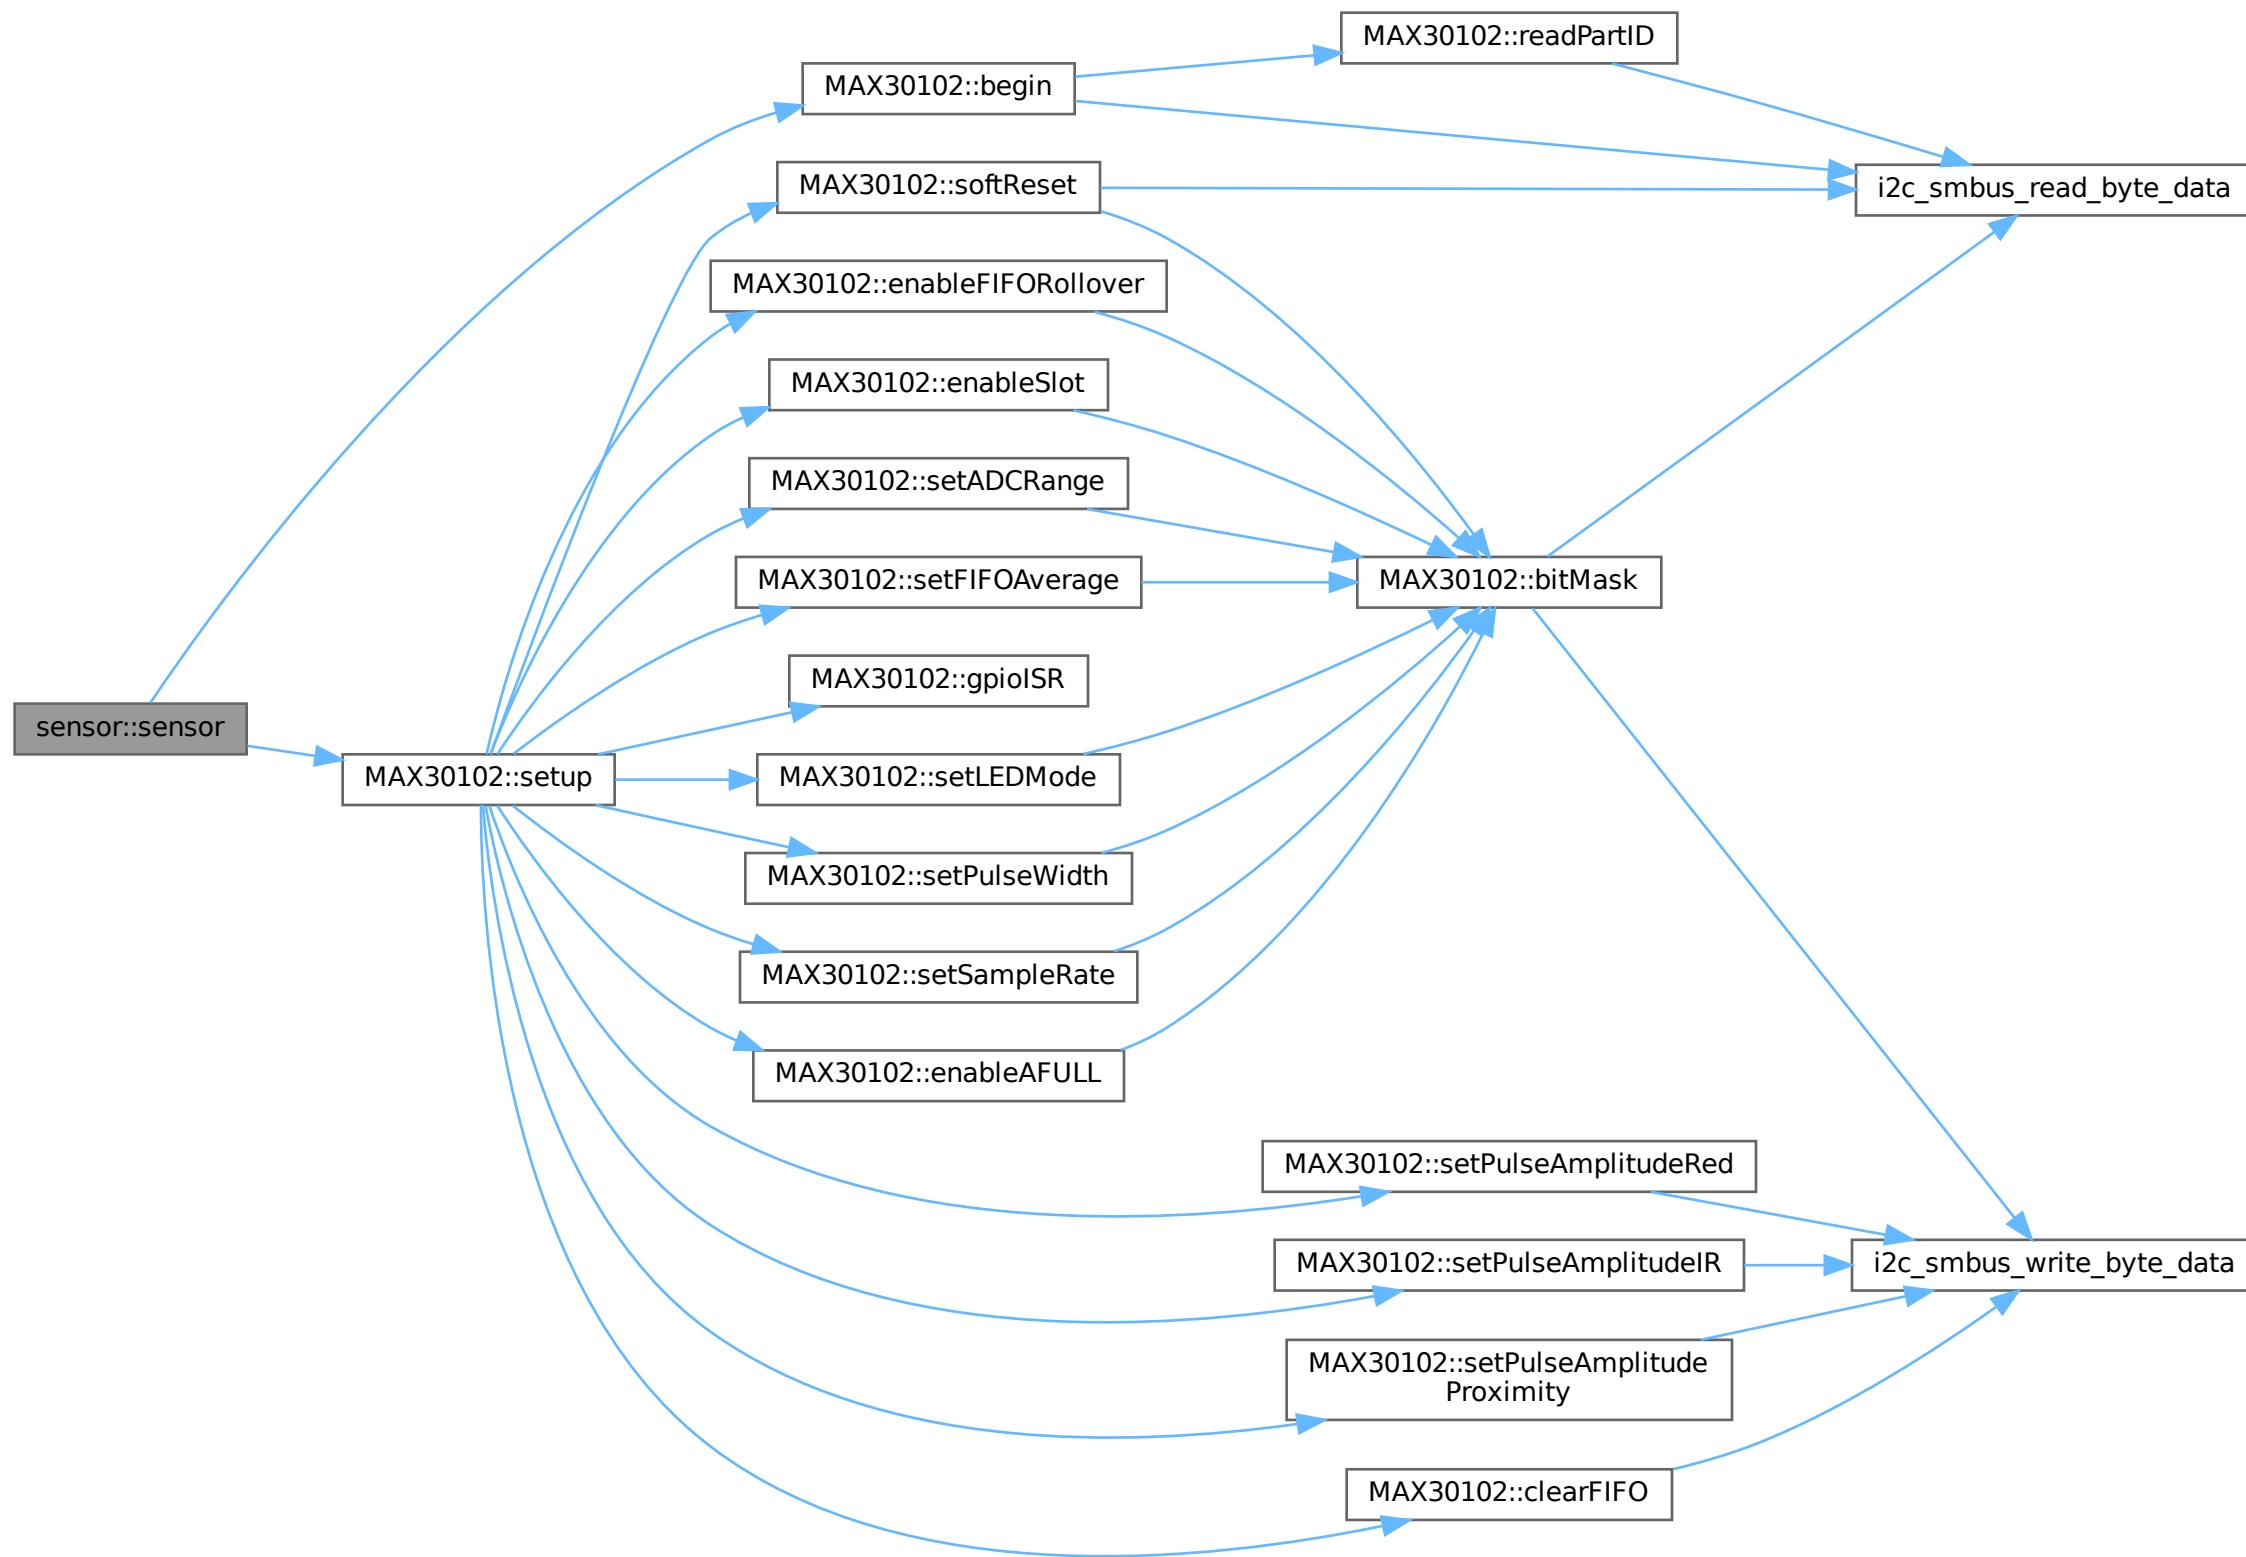 MAX30102::readPartID
MAX30102::begin
MAX30102::softReset
i2c_smbus_read_byte_data
MAX30102::enableFIFORollover
MAX30102::enableSlot
MAX30102::setADCRange
MAX30102::setFIFOAverage
MAX30102::bitMask
MAX30102::gpioISR
sensor::sensor
MAX30102::setup
MAX30102::setLEDMode
MAX30102::setPulseWidth
MAX30102::setSampleRate
MAX30102::enableAFULL
MAX30102::setPulseAmplitudeRed
MAX30102::setPulseAmplitudeIR
i2c_smbus_write_byte_data
MAX30102::setPulseAmplitude
Proximity
MAX30102::clearFIFO